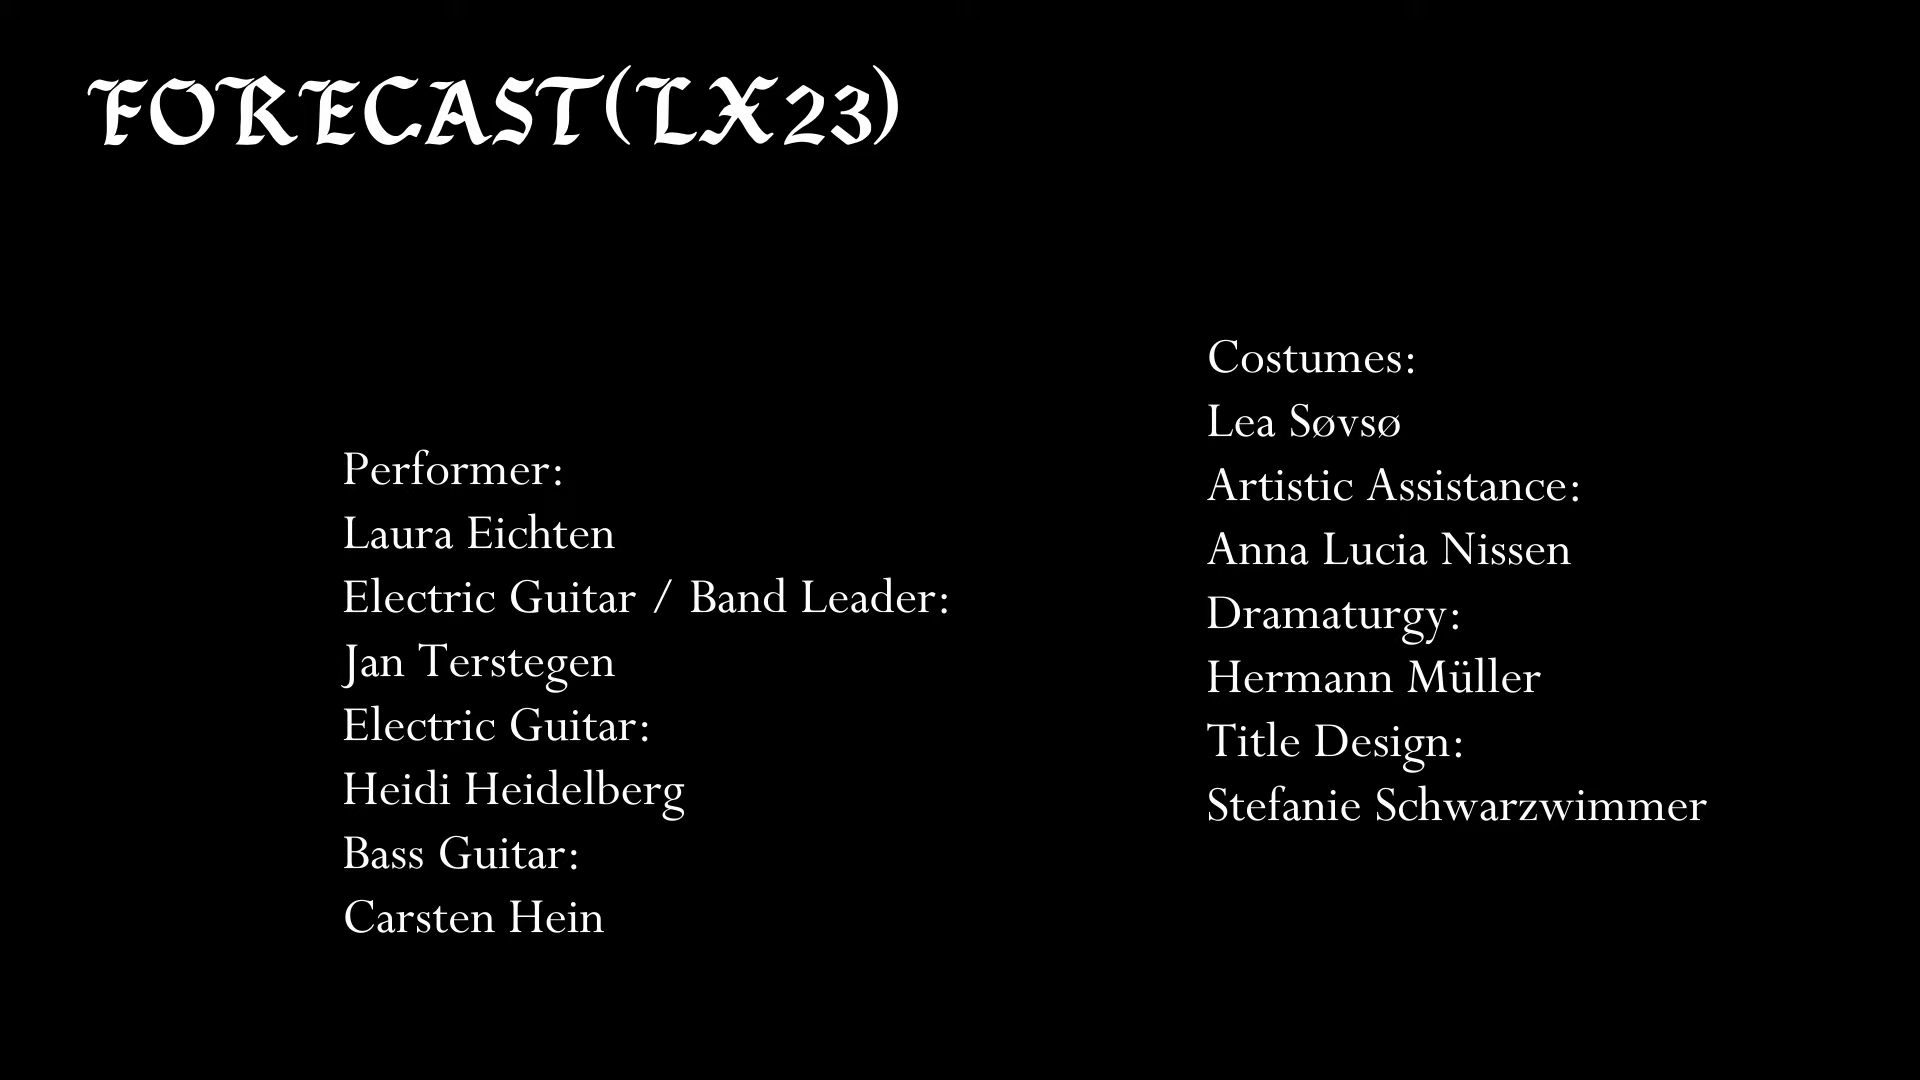 FORECAST(LX23)
Performer:
Laura Eichten
Electric Guitar / Band Leader:
Jan Terstegen
Electric Guitar:
Heidi Heidelberg
Bass Guitar:
Carsten Hein
Costumes:
Lea Søvsø
Artistic Assistance:
Anna Lucia Nissen
Dramaturgy:
Hermann Müller
Title Design:
Stefanie Schwarzwimmer